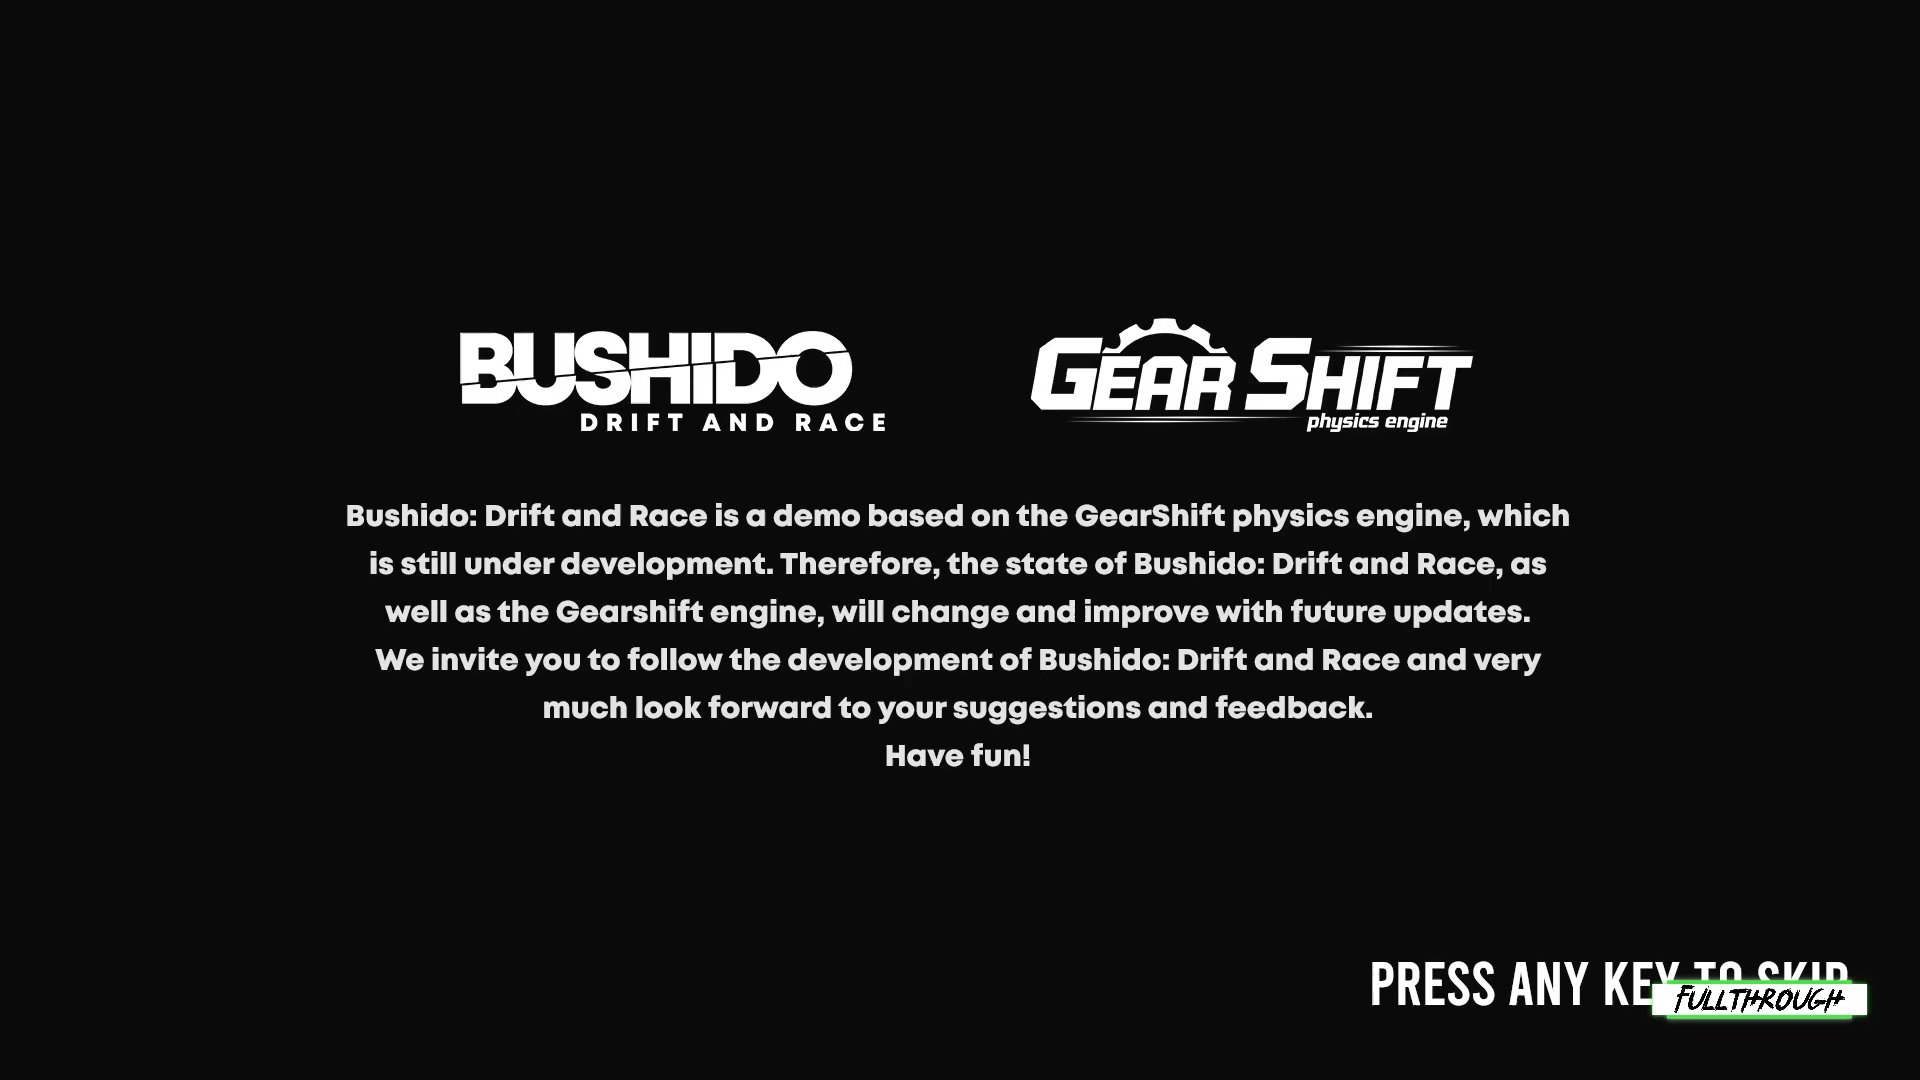 BUSHIDO
DRIFT AND RACE
GEAR SHIFT
physics engine
Bushido: Drift and Race is a demo based on the GearShift physics engine, which
is still under development. Therefore, the state of Bushido: Drift and Race, as
well as the Gearshift engine, will change and improve with future updates.
We invite you to follow the development of Bushido: Drift and Race and very
much look forward to your suggestions and feedback.
Have fun!
PRESS ANY KEY TO SKIP
FULLTHROUGH